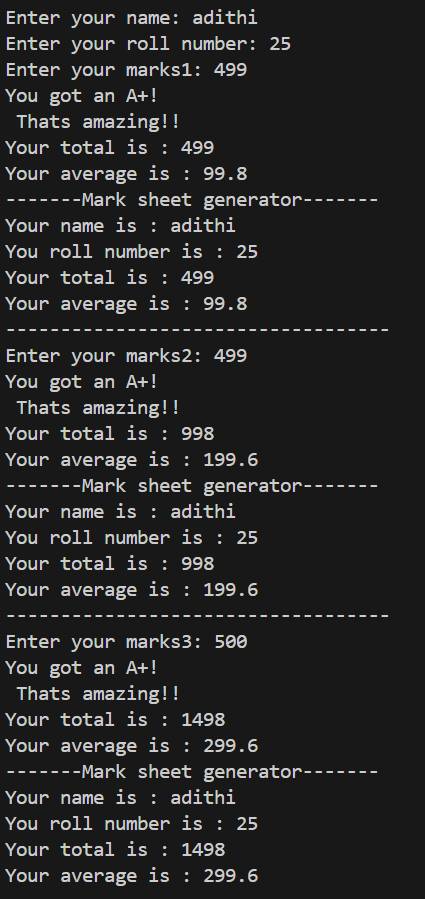 Enter your name: adithi
Enter your roll number: 25
Enter your marks1: 499
You got an A+!
 Thats amazing!!
Your total is : 499
Your average is : 99.8
-------Mark sheet generator-------
Your name is : adithi
You roll number is : 25
Your total is : 499
Your average is : 99.8
-----------------------------------
Enter your marks2: 499
You got an A+!
 Thats amazing!!
Your total is : 998
Your average is : 199.6
-------Mark sheet generator-------
Your name is : adithi
You roll number is : 25
Your total is : 998
Your average is : 199.6
-----------------------------------
Enter your marks3: 500
You got an A+!
 Thats amazing!!
Your total is : 1498
Your average is : 299.6
-------Mark sheet generator-------
Your name is : adithi
You roll number is : 25
Your total is : 1498
Your average is : 299.6